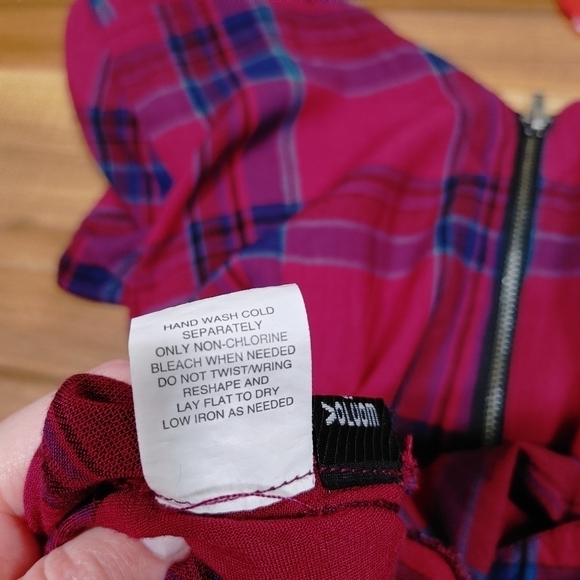 HAND WASH COLD
SEPARATELY
ONLY NON-CHLORINE
BLEACH WHEN NEEDED
DO NOT TWIST/WRING
RESHAPE AND
LAY FLAT TO DRY
LOW IRON AS NEEDED